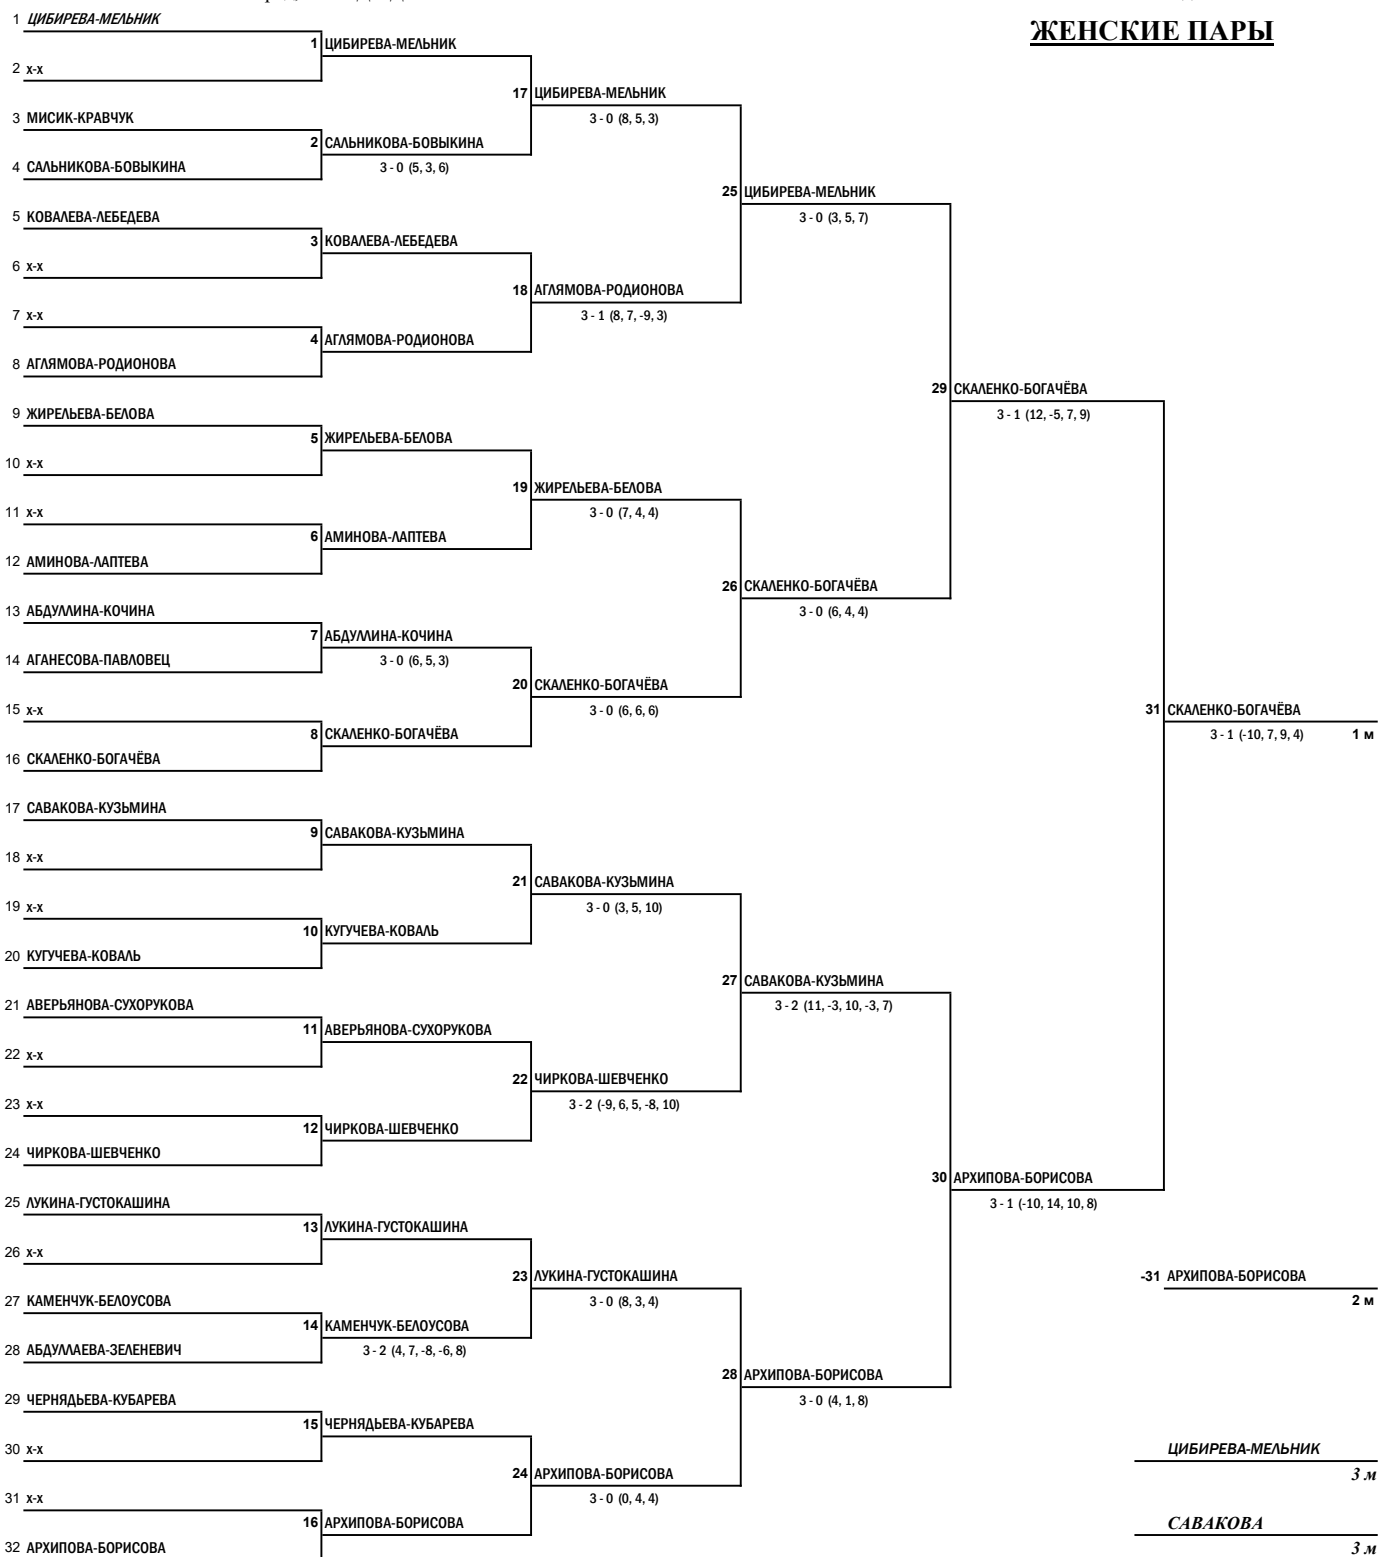 1 ЦИБИРЕВА-МЕЛЬНИК
ЖЕНСКИЕ ПАРЫ
1 ЦИБИРЕВА-МЕЛЬНИК
2 х-х
17 ЦИБИРЕВА-МЕЛЬНИК
3 - 0 (8, 5, 3)
3 МИСИК-КРАВЧУК
2 САЛЬНИКОВА-БОВЫКИНА
3 - 0 (5, 3, 6)
4 САЛЬНИКОВА-БОВЫКИНА
25 ЦИБИРЕВА-МЕЛЬНИК
3 - 0 (3, 5, 7)
5 КОВАЛЕВА-ЛЕБЕДЕВА
3 КОВАЛЕВА-ЛЕБЕДЕВА
6 х-х
18 АГЛЯМОВА-РОДИОНОВА
3 - 1 (8, 7, -9, 3)
7 х-х
4 АГЛЯМОВА-РОДИОНОВА
8 АГЛЯМОВА-РОДИОНОВА
29 СКАЛЕНКО-БОГАЧЁВА
3 - 1 (12, -5, 7, 9)
9 ЖИРЕЛЬЕВА-БЕЛОВА
5 ЖИРЕЛЬЕВА-БЕЛОВА
10 х-х
19 ЖИРЕЛЬЕВА-БЕЛОВА
3 - 0 (7, 4, 4)
11 х-х
6 АМИНОВА-ЛАПТЕВА
12 АМИНОВА-ЛАПТЕВА
26 СКАЛЕНКО-БОГАЧЁВА
3 - 0 (6, 4, 4)
13 АБДУЛЛИНА-КОЧИНА
7 АБДУЛЛИНА-КОЧИНА
3 - 0 (6, 5, 3)
14 АГАНЕСОВА-ПАВЛОВЕЦ
20 СКАЛЕНКО-БОГАЧЁВА
3 - 0 (6, 6, 6)
15 х-х
31 СКАЛЕНКО-БОГАЧЁВА
3 - 1 (-10, 7, 9, 4) 1 м
8 СКАЛЕНКО-БОГАЧЁВА
16 СКАЛЕНКО-БОГАЧЁВА
17 САВАКОВА-КУЗЬМИНА
9 САВАКОВА-КУЗЬМИНА
18 х-х
21 САВАКОВА-КУЗЬМИНА
3 - 0 (3, 5, 10)
19 х-х
10 КУГУЧЕВА-КОВАЛЬ
20 КУГУЧЕВА-КОВАЛЬ
27 САВАКОВА-КУЗЬМИНА
3 - 2 (11, -3, 10, -3, 7)
21 АВЕРЬЯНОВА-СУХОРУКОВА
11 АВЕРЬЯНОВА-СУХОРУКОВА
22 х-х
22 ЧИРКОВА-ШЕВЧЕНКО
3 - 2 (-9, 6, 5, -8, 10)
23 х-х
12 ЧИРКОВА-ШЕВЧЕНКО
24 ЧИРКОВА-ШЕВЧЕНКО
30 АРХИПОВА-БОРИСОВА
3 - 1 (-10, 14, 10, 8)
25 ЛУКИНА-ГУСТОКАШИНА
13 ЛУКИНА-ГУСТОКАШИНА
26 х-х
23 ЛУКИНА-ГУСТОКАШИНА
3 - 0 (8, 3, 4)
-31 АРХИПОВА-БОРИСОВА
2 м
27 КАМЕНЧУК-БЕЛОУСОВА
14 КАМЕНЧУК-БЕЛОУСОВА
3 - 2 (4, 7, -8, -6, 8)
28 АБДУЛЛАЕВА-ЗЕЛЕНЕВИЧ
28 АРХИПОВА-БОРИСОВА
3 - 0 (4, 1, 8)
29 ЧЕРНЯДЬЕВА-КУБАРЕВА
15 ЧЕРНЯДЬЕВА-КУБАРЕВА
30 х-х
ЦИБИРЕВА-МЕЛЬНИК
3 м
24 АРХИПОВА-БОРИСОВА
3 - 0 (0, 4, 4)
31 х-х
16 АРХИПОВА-БОРИСОВА
САВАКОВА
3 м
32 АРХИПОВА-БОРИСОВА